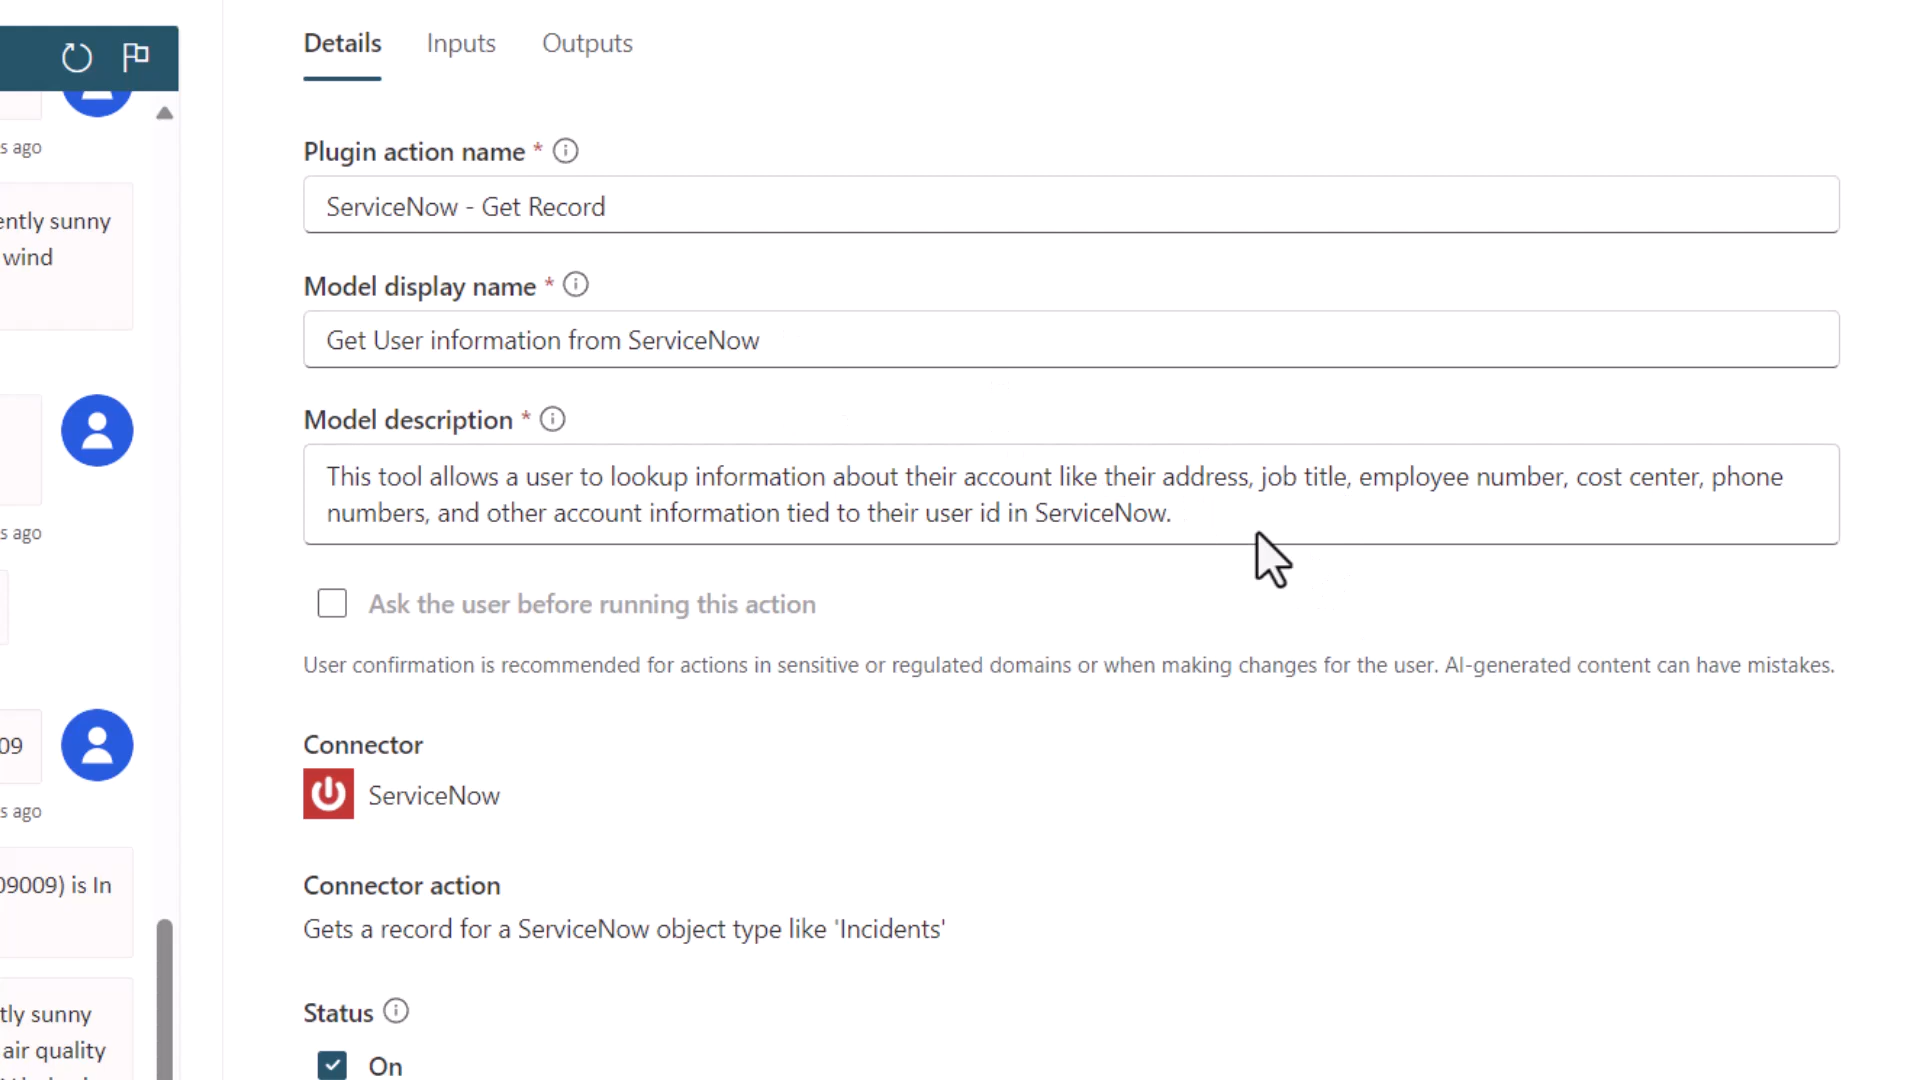 Details Inputs Outputs
s ago
ently sunny
wind
s ago
09
s ago
09009) is In
tly sunny
air quality
Plugin action name *
ServiceNow - Get Record
Model display name *
Get User information from ServiceNow
Model description *
This tool allows a user to lookup information about their account like their address, job title, employee number, cost center, phone
numbers, and other account information tied to their user id in ServiceNow.
Ask the user before running this action
User confirmation is recommended for actions in sensitive or regulated domains or when making changes for the user. AI-generated content can have mistakes.
Connector
ServiceNow
Connector action
Gets a record for a ServiceNow object type like 'Incidents'
Status
On